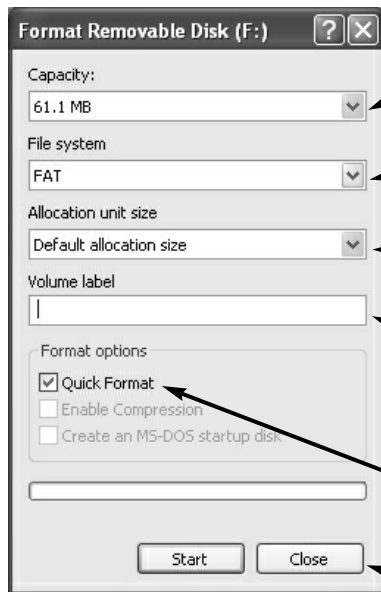 Format Removable Disk (F:)
Capacity:
61.1 MB
File system
FAT
Allocation unit size
Default allocation size
Volume label
Format options
Quick Format
Enable Compression
Create an MS-DOS startup disk
Start
Close